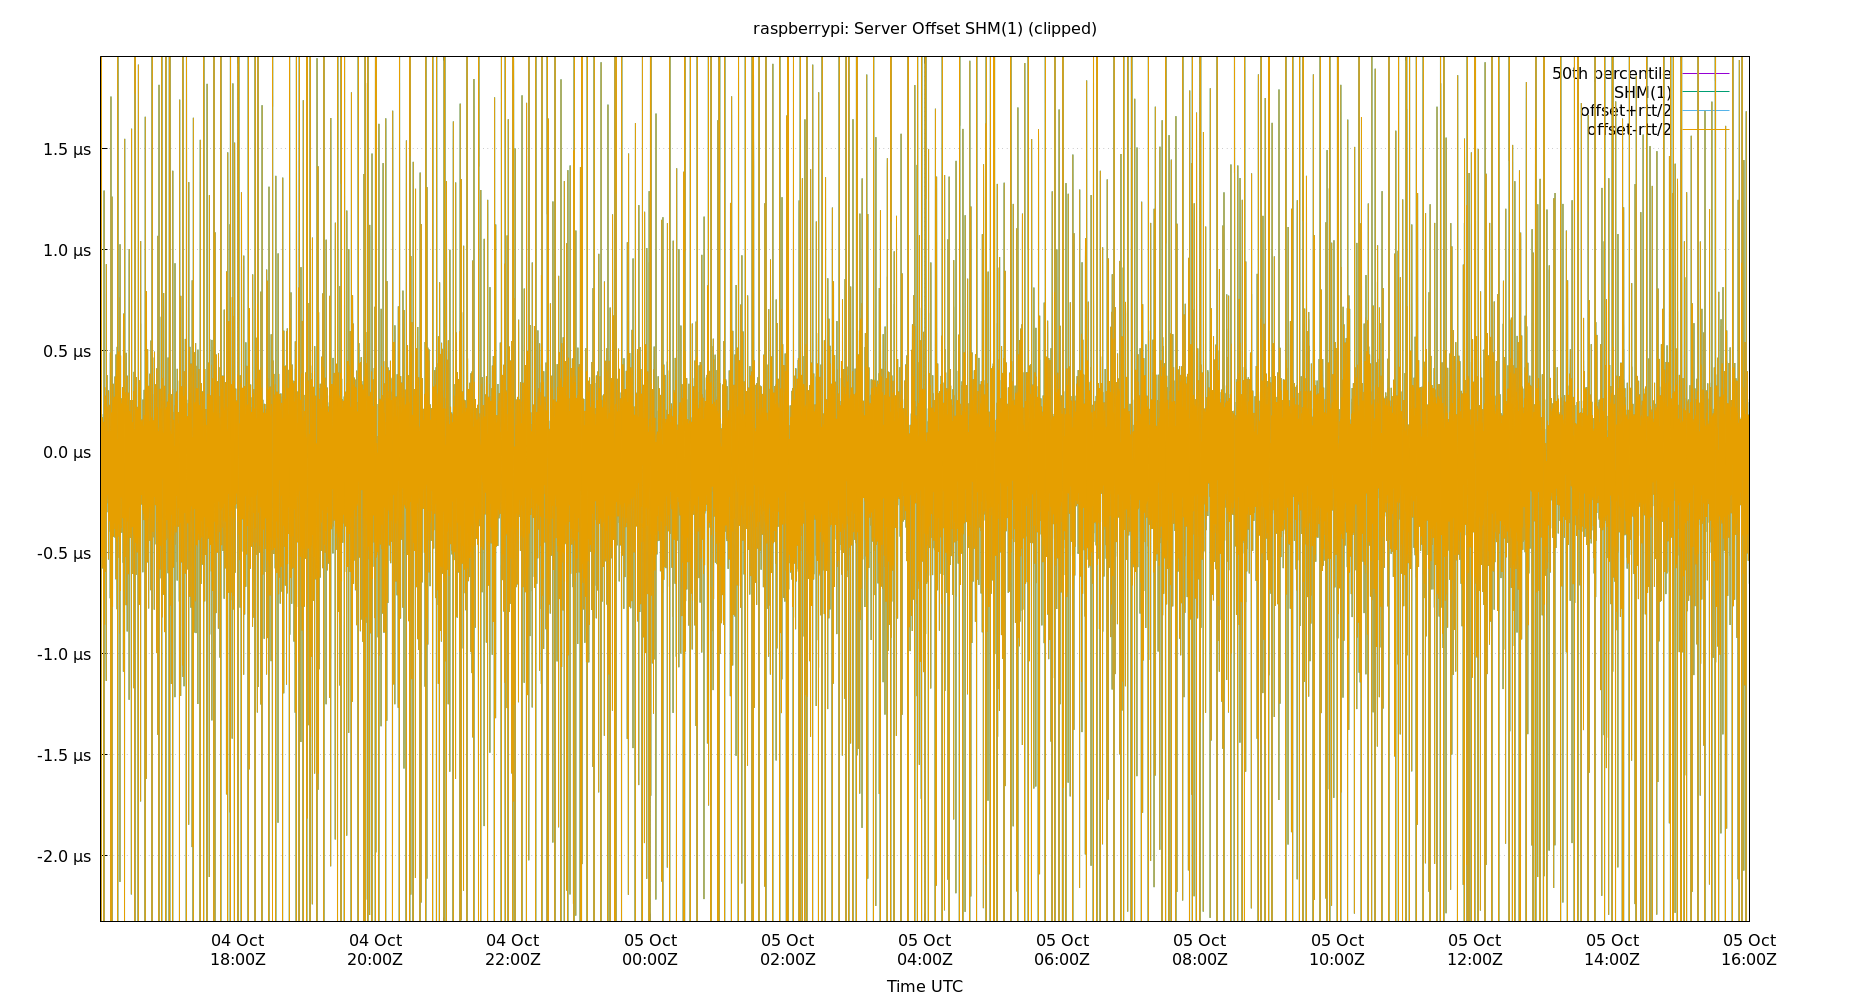 raspberrypi: Server Offset SHM(1) (clipped)
50th percentile
SHM(1)
offset+rtt/2
offset-rtt/2
1.5 µs
1.0 µs
0.5 µs
0.0 µs
-0.5 µs
-1.0 µs
-1.5 µs
-2.0 µs
04 Oct 04 Oct 04 Oct 05 Oct 05 Oct 05 Oct 05 Oct 05 Oct 05 Oct 05 Oct 05 Oct 05 Oct
18:00Z 20:00Z 22:00Z 00:00Z 02:00Z 04:00Z 06:00Z 08:00Z 10:00Z 12:00Z 14:00Z 16:00Z
Time UTC